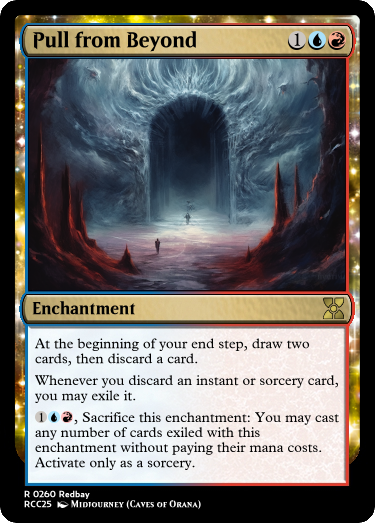 Pull from Beyond 1
Enchantment
At the beginning of your end step, draw two
cards, then discard a card.
Whenever you discard an instant or sorcery card,
you may exile it.
1, Sacrifice this enchantment: You may cast
any number of cards exiled with this
enchantment without paying their mana costs.
Activate only as a sorcery.
R 0260 Redbay
RCC25 Midjourney (Caves of Orana)